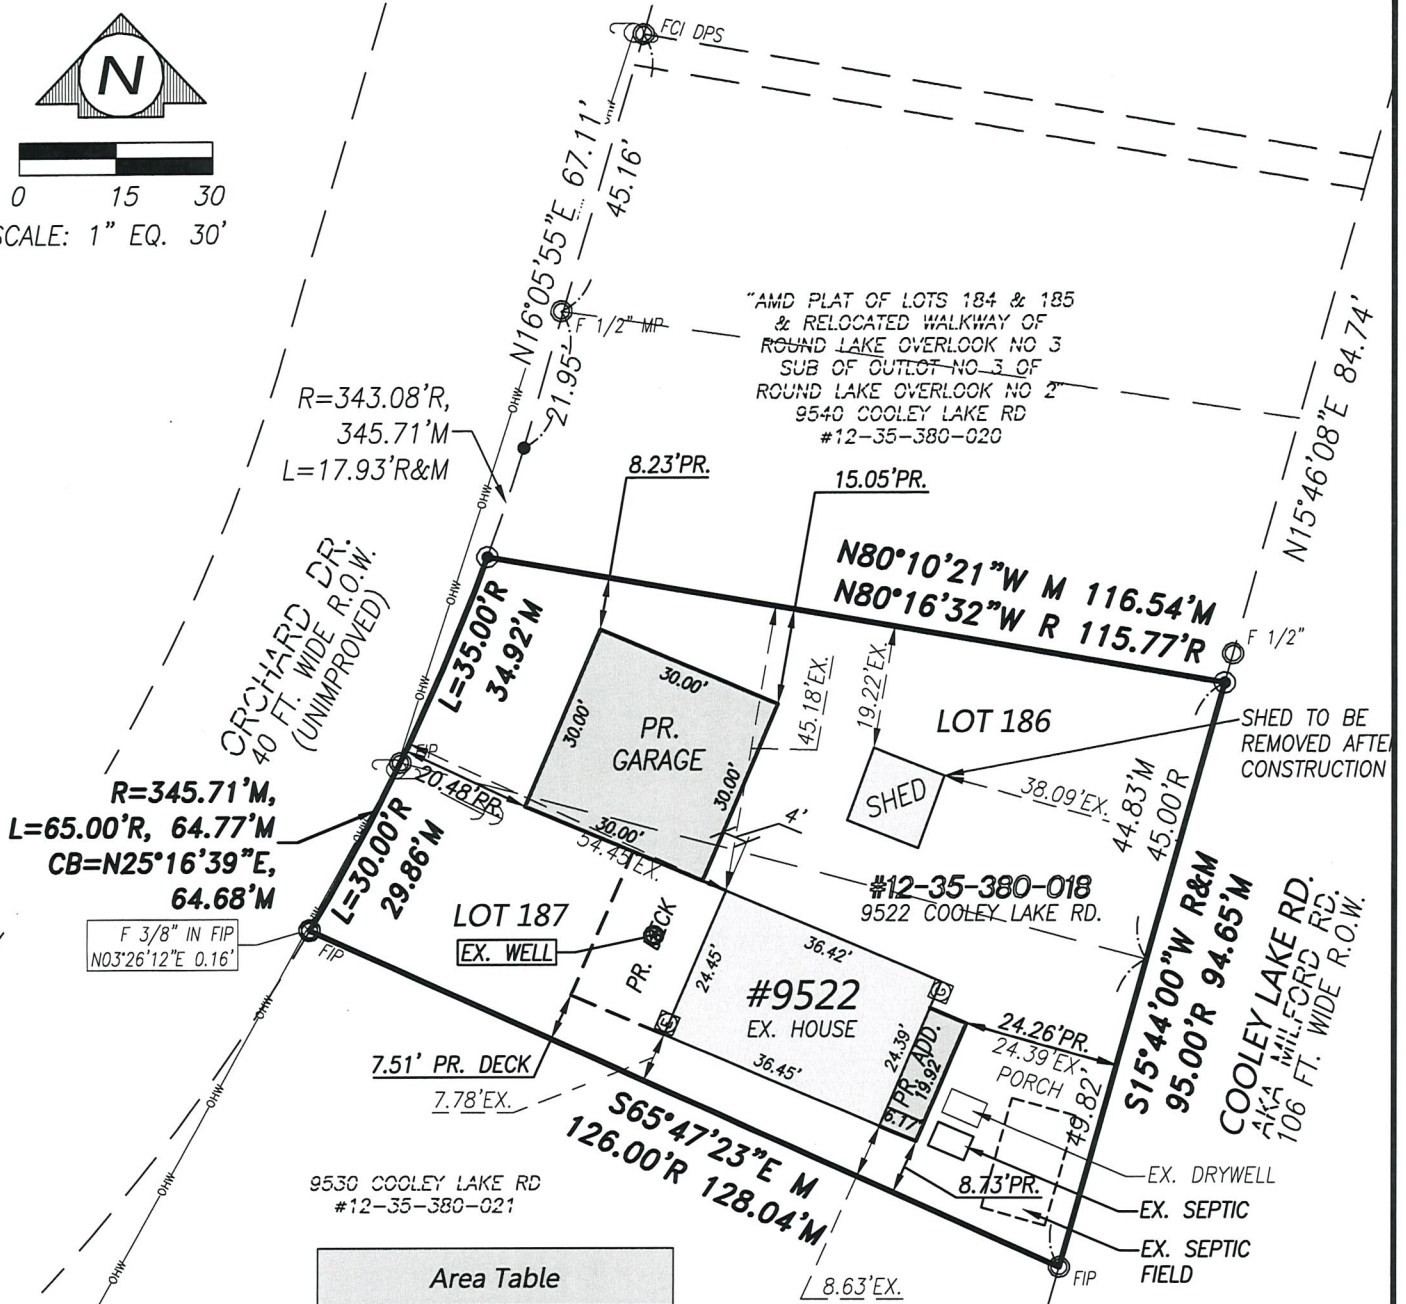 N
0 15 30
SCALE: 1" EQ. 30'
FCI DPS
N16°05'55"E 67.11'
45.16'
F 1/2" MP
21.95'
"AMD PLAT OF LOTS 184 & 185
& RELOCATED WALKWAY OF
ROUND LAKE OVERLOOK NO 3
SUB OF OUTLOT NO 3 OF
ROUND LAKE OVERLOOK NO 2"
9540 COOLEY LAKE RD
#12-35-380-020
N15°46'08"E 84.74'
R=343.08'R,
345.71'M
L=17.93'R&M
OHW
OHW
OHW
OHW
OHW
OHW
OHW
OHW
8.23'PR.
15.05'PR.
N80°10'21"W M 116.54'M
N80°16'32"W R 115.77'R
F 1/2"
ORCHARD DR.
40 FT. WIDE R.O.W.
(UNIMPROVED)
L=35.00'R
34.92'M
30.00'
30.00'
30.00'
30.00'
PR.
GARAGE
45.18'EX.
19.22'EX.
LOT 186
SHED
SHED TO BE
REMOVED AFTE
CONSTRUCTION
38.09'EX.
44.83'M
45.00'R
FIP
20.48'PR.
54.45'EX.
4'
R=345.71'M,
L=65.00'R, 64.77'M
CB=N25°16'39"E,
64.68'M
L=30.00'R
29.86'M
F 3/8" IN FIP
N03°26'12"E 0.16'
FIP
LOT 187
EX. WELL
PR. DECK
#12-35-380-018
9522 COOLEY LAKE RD.
24.45'
36.42'
#9522
EX. HOUSE
36.45'
24.39'
G
E
PR. ADD.
19.92'
6.17'
24.26'PR.
24.39'EX.
PORCH
49.82'
S15°44'00"W R&M
95.00'R 94.65'M
COOLEY LAKE RD.
AKA MILFORD RD.
106 FT. WIDE R.O.W.
7.51' PR. DECK
7.78'EX.
S65°47'23"E M
126.00'R 128.04'M
8.73'PR.
8.63'EX.
EX. DRYWELL
EX. SEPTIC
EX. SEPTIC
FIELD
FIP
9530 COOLEY LAKE RD
#12-35-380-021
Area Table